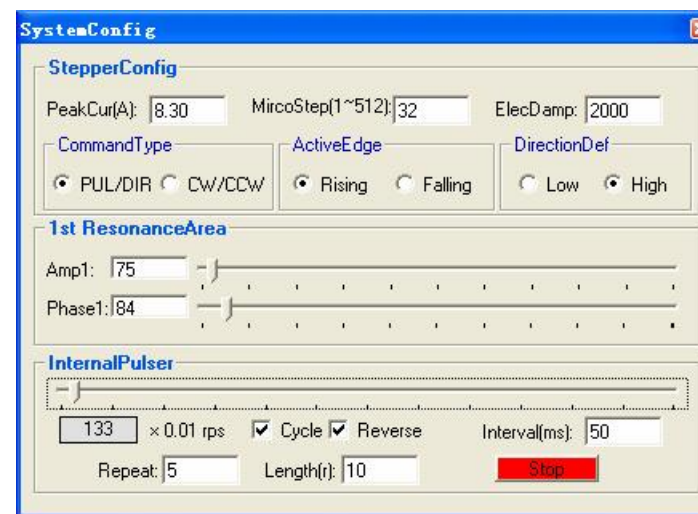 SystemConfig
StepperConfig
PeakCur(A): 8.30 MircoStep(1~512): 32 ElecDamp: 2000
CommandType ActiveEdge DirectionDef
PUL/DIR CW/CCW Rising Falling Low High
1st ResonanceArea
Amp1: 75
Phase1: 84
InternalPulser
133 × 0.01 rps Cycle Reverse Interval(ms): 50
Repeat: 5 Length(r): 10 Stop